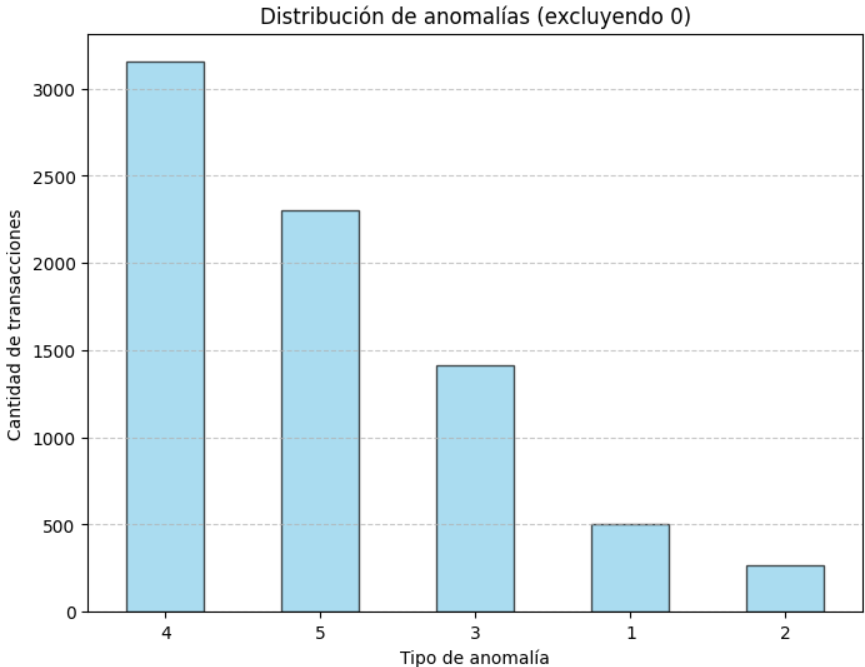 Distribución de anomalías (excluyendo 0)
Cantidad de transacciones
3000
2500
2000
1500
1000
500
0
4 5 3 1 2
Tipo de anomalía